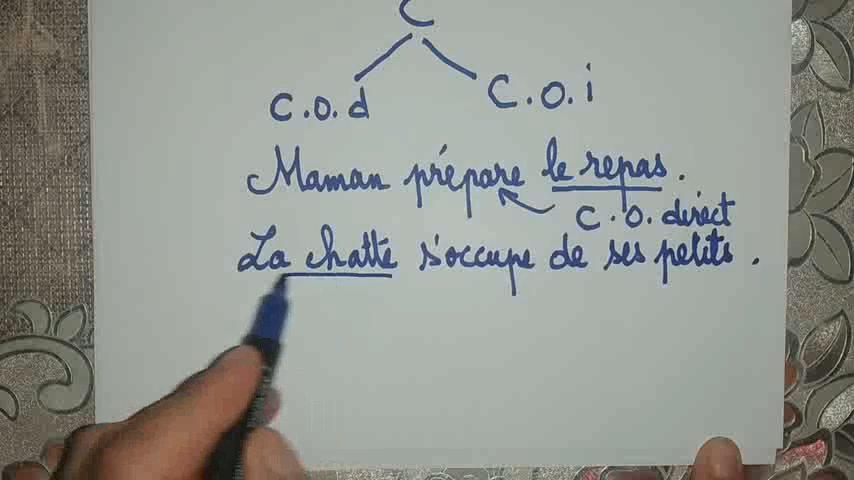 C
C.O.d C.O.i
Maman prépare le repas.
C.O. direct
La chatte s'occupe de ses petits.